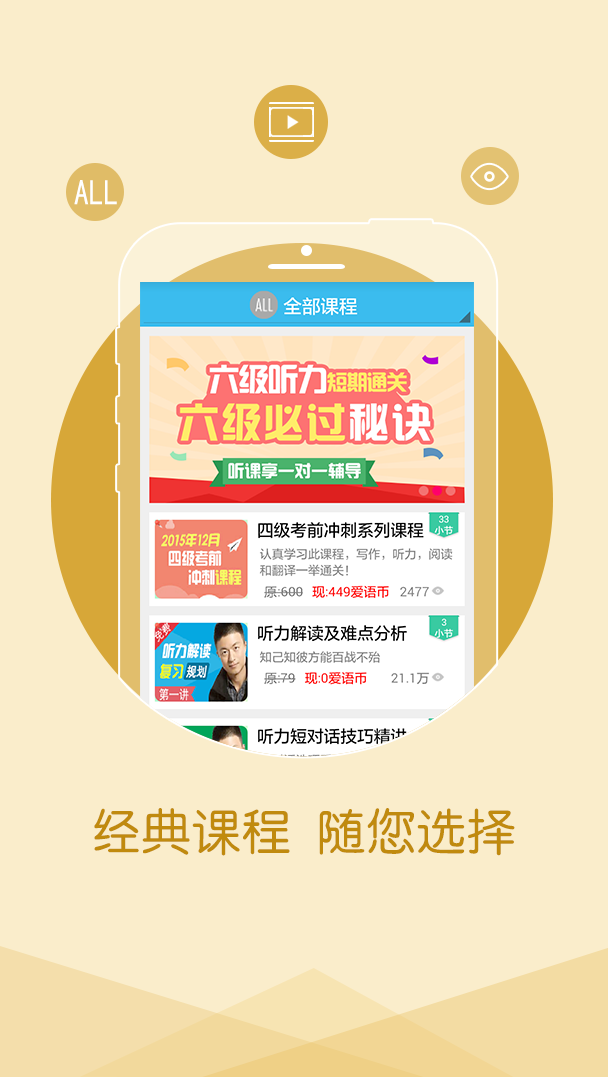 ALL
ALL 全部课程
六级听力短期通关
六级必过秘诀
听课享一对一辅导
2015年12月
四级考前
冲刺课程
四级考前冲刺系列课程
33
小节
认真学习此课程，写作，听力，阅读
和翻译一举通关！
原:600 现:449爱语币 2477
免费
听力解读
复习规划
第一讲
听力解读及难点分析
3
小节
知己知彼方能百战不殆
原:79 现:0爱语币 21.1万
听力短对话技巧精讲
经典课程 随您选择